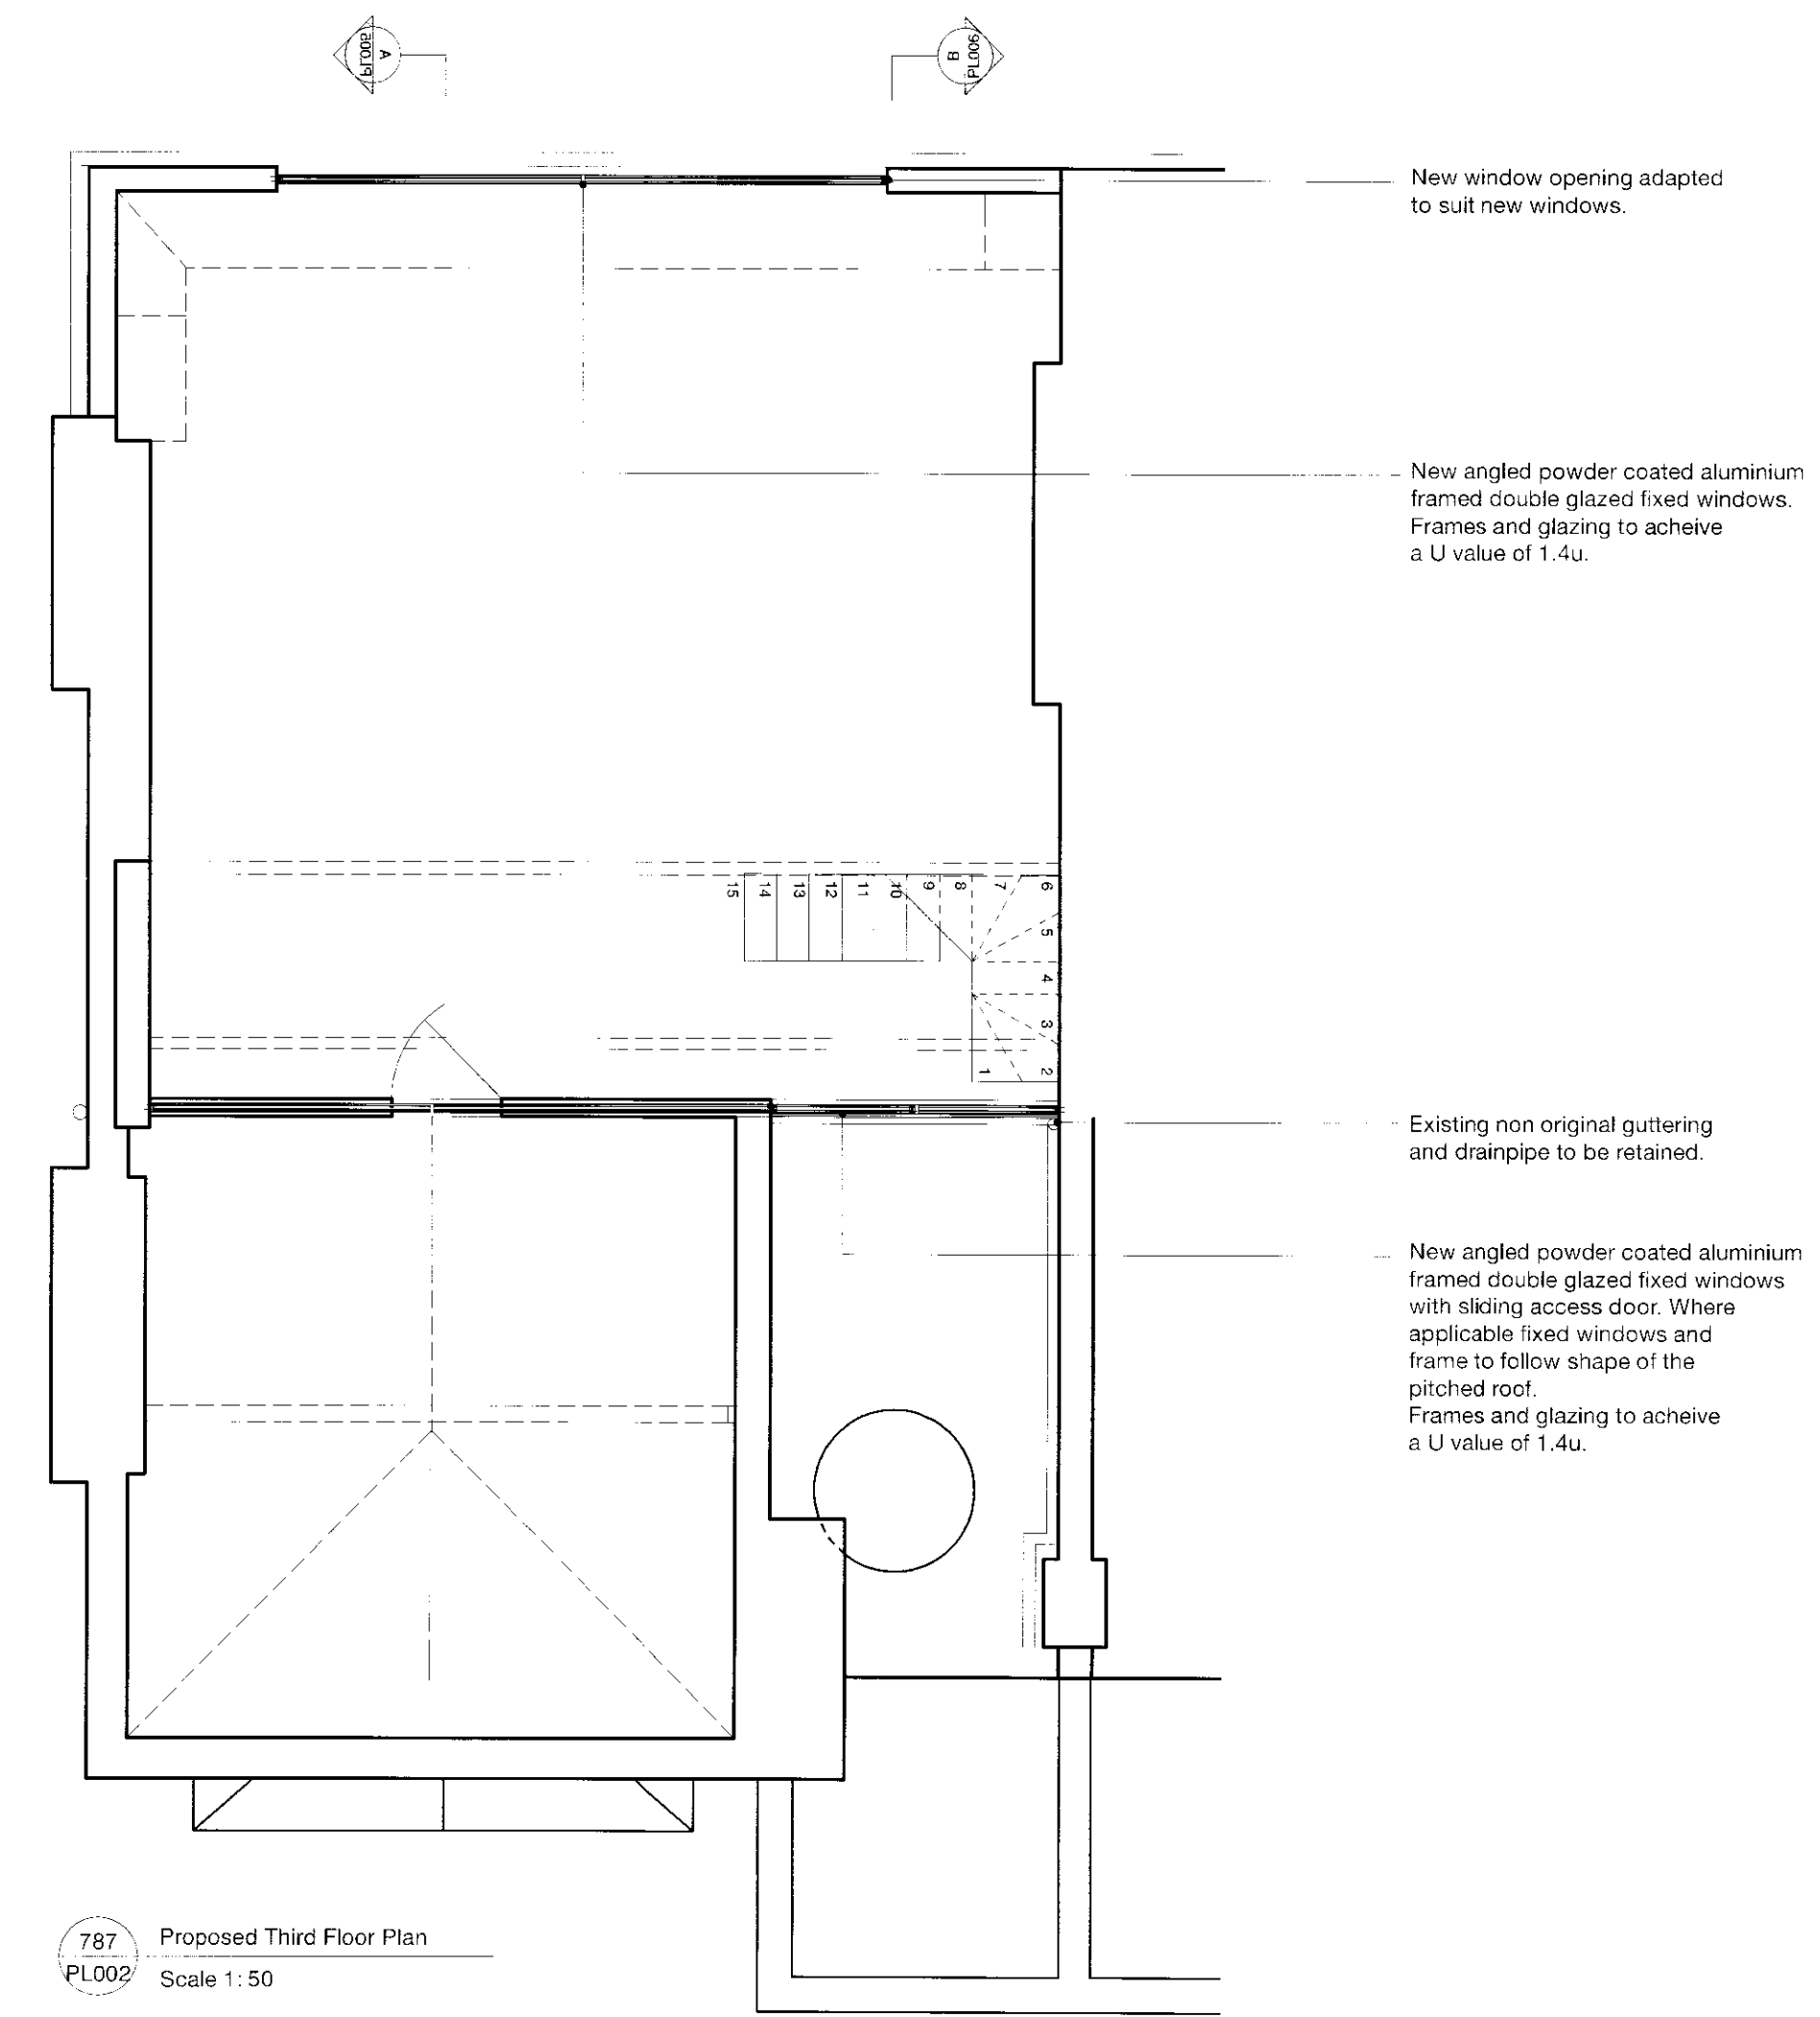 A
PL005
B
PL006
New window opening adapted
to suit new windows.
New angled powder coated aluminium
framed double glazed fixed windows.
Frames and glazing to acheive
a U value of 1.4u.
15 14 13 12 11 10 9 8 7 6
5
4
3
1 2
Existing non original guttering
and drainpipe to be retained.
New angled powder coated aluminium
framed double glazed fixed windows
with sliding access door. Where
applicable fixed windows and
frame to follow shape of the
pitched roof.
Frames and glazing to acheive
a U value of 1.4u.
787
PL002
Proposed Third Floor Plan
Scale 1:50